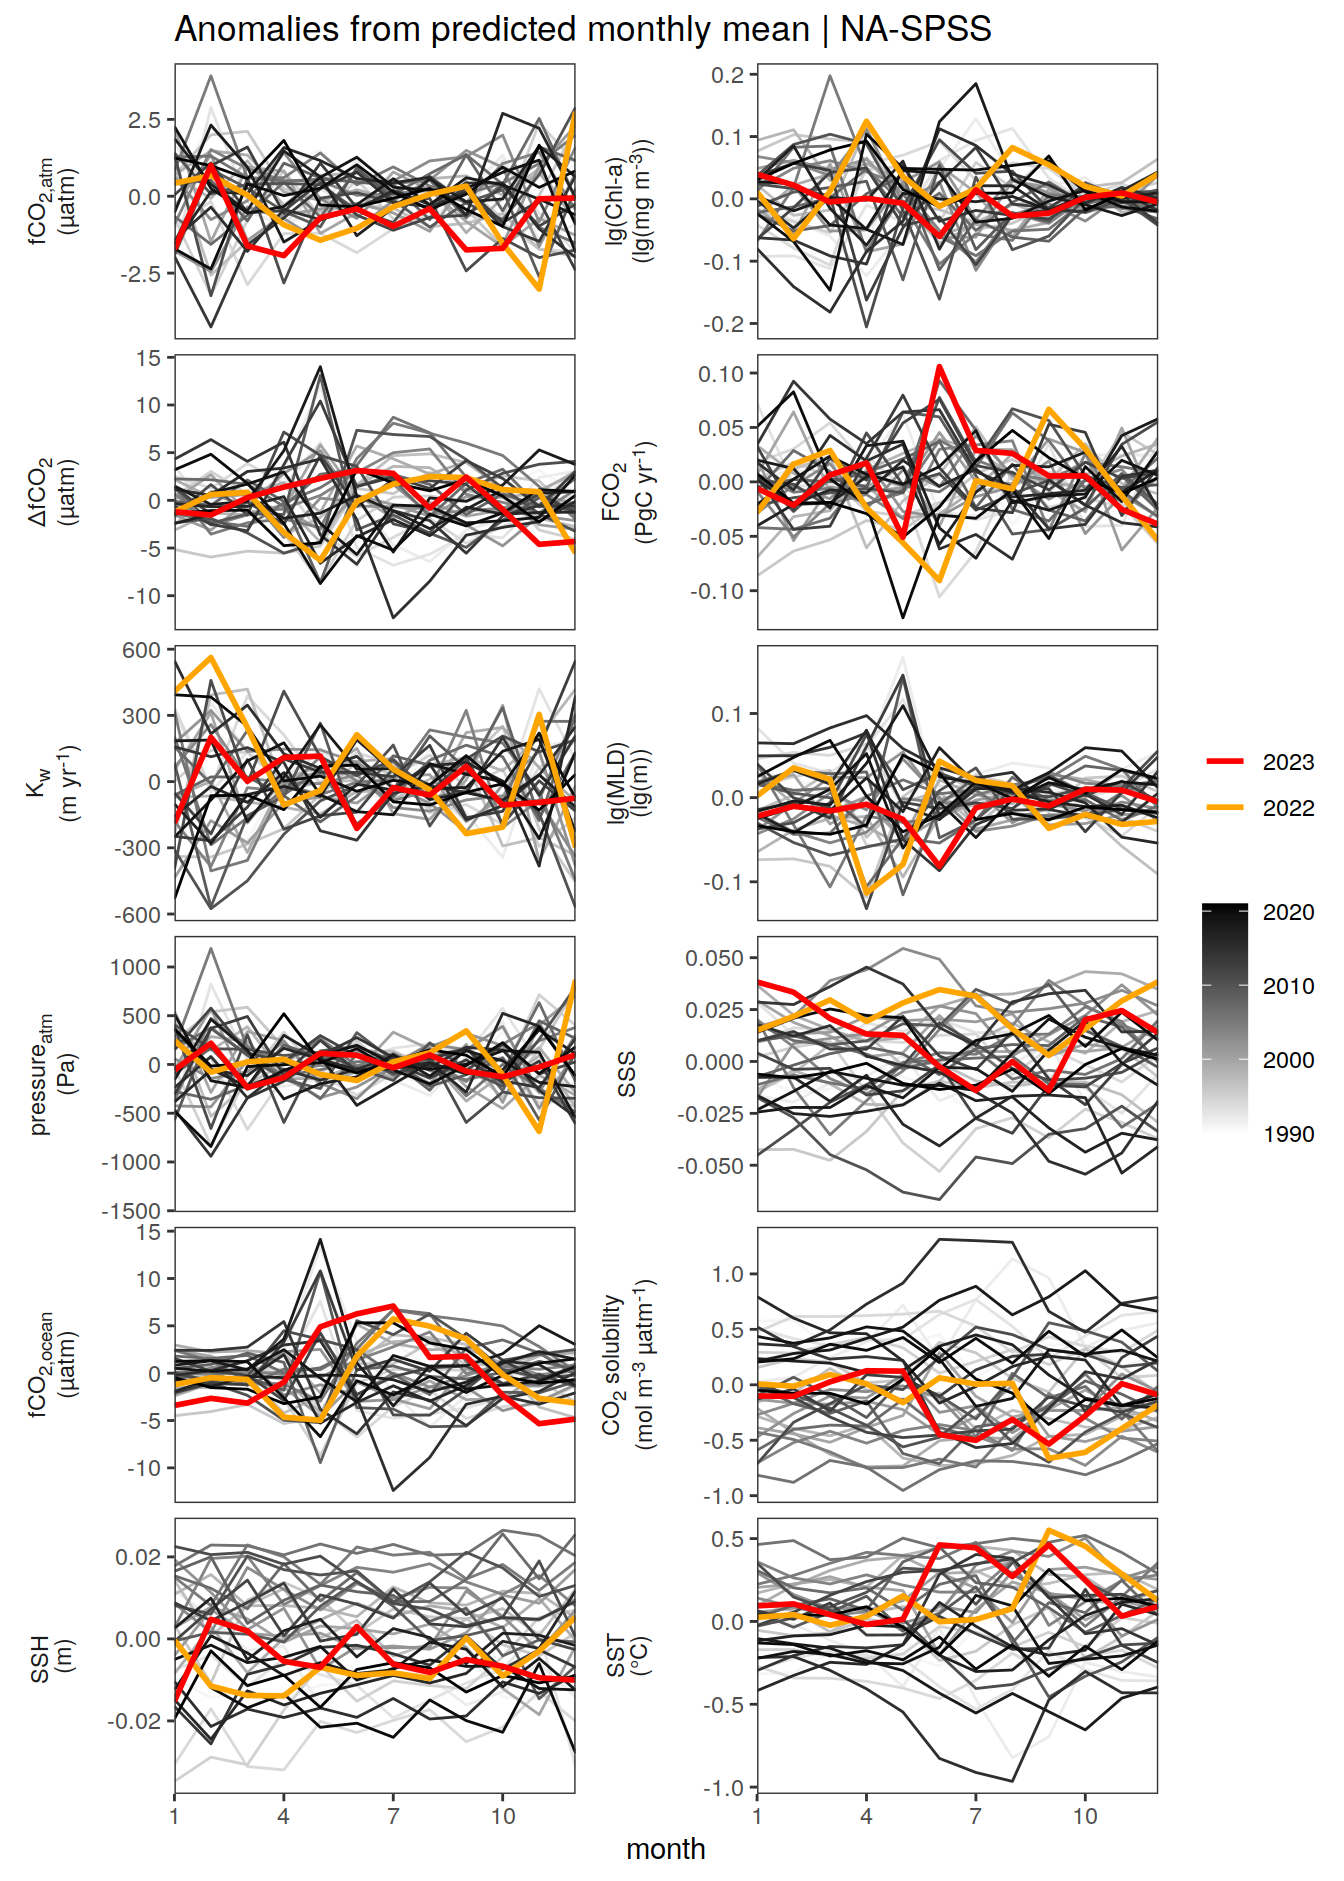 Anomalies from predicted monthly mean | NA-SPSS
fCO2,atm
(µatm)
2.5
0.0
-2.5
lg(Chl-a)
(lg(mg m-3))
0.2
0.1
0.0
-0.1
-0.2
ΔfCO2
(µatm)
15
10
5
0
-5
-10
FCO2
(PgC yr-1)
0.10
0.05
0.00
-0.05
-0.10
Kw
(m yr-1)
600
300
0
-300
-600
lg(MLD)
(lg(m))
0.1
0.0
-0.1
pressureatm
(Pa)
1000
500
0
-500
-1000
-1500
SSS
0.050
0.025
0.000
-0.025
-0.050
fCO2,ocean
(µatm)
15
10
5
0
-5
-10
CO2 solubility
(mol m-3 µatm-1)
1.0
0.5
0.0
-0.5
-1.0
SSH
(m)
0.02
0.00
-0.02
SST
(°C)
0.5
0.0
-0.5
-1.0
1 4 7 10
1 4 7 10
month
2023
2022
2020
2010
2000
1990